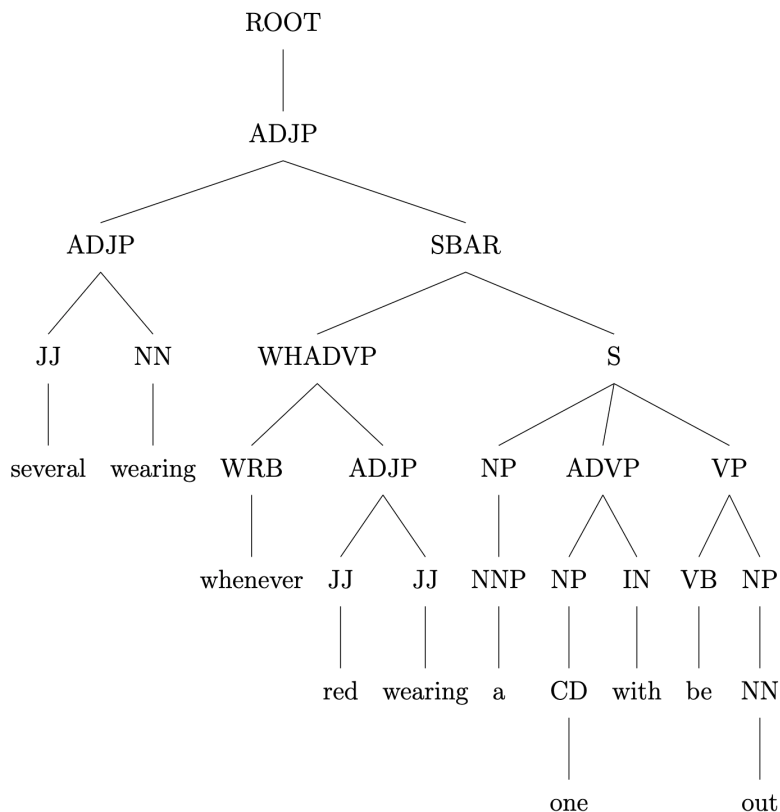 ROOT
ADJP
ADJP SBAR
JJ NN WHADVP S
several wearing WRB ADJP NP ADVP VP
whenever JJ JJ NNP NP IN VB NP
red wearing a CD with be NN
one out